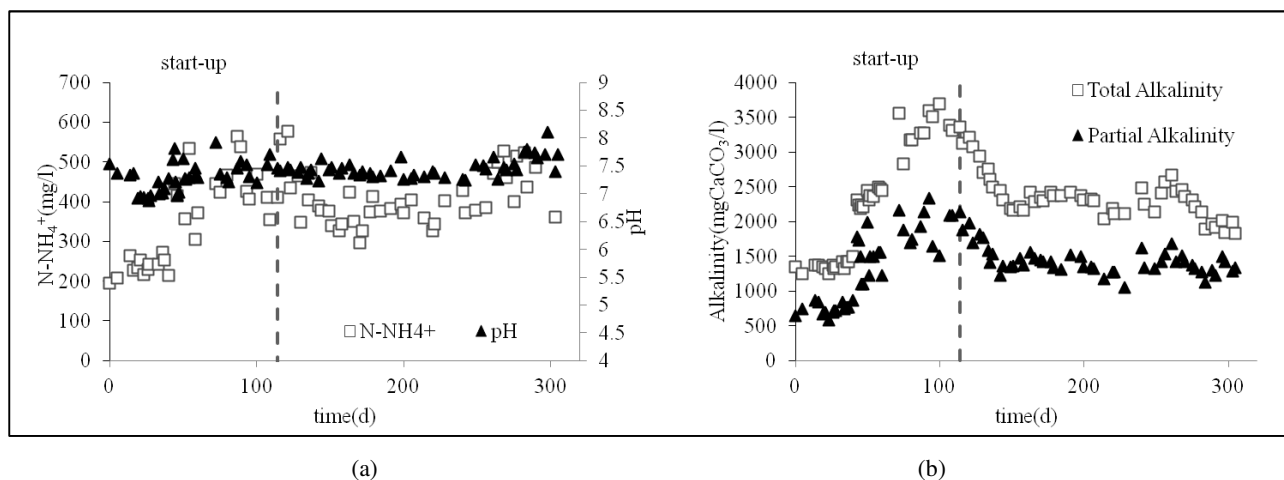 start-up
700
600
500
400
300
200
100
0
N-NH₄⁺(mg/l)
9
8.5
8
7.5
7
6.5
6
5.5
5
4.5
4
pH
N-NH4+
pH
0
100
200
300
time(d)
start-up
4000
3500
3000
2500
2000
1500
1000
500
0
Alkalinity(mgCaCO₃/l)
Total Alkalinity
Partial Alkalinity
0
100
200
300
time(d)
(a)
(b)